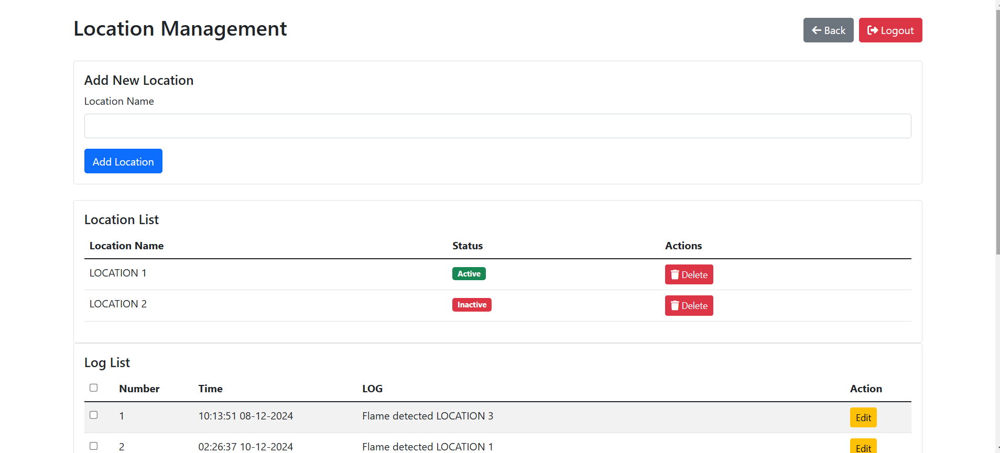 Location Management
Back
Logout
Add New Location
Location Name
Add Location
Location List
Location Name Status Actions
LOCATION 1 Active Delete
LOCATION 2 Inactive Delete
Log List
Number Time LOG Action
1 10:13:51 08-12-2024 Flame detected LOCATION 3 Edit
2 02:26:37 10-12-2024 Flame detected LOCATION 1 Edit